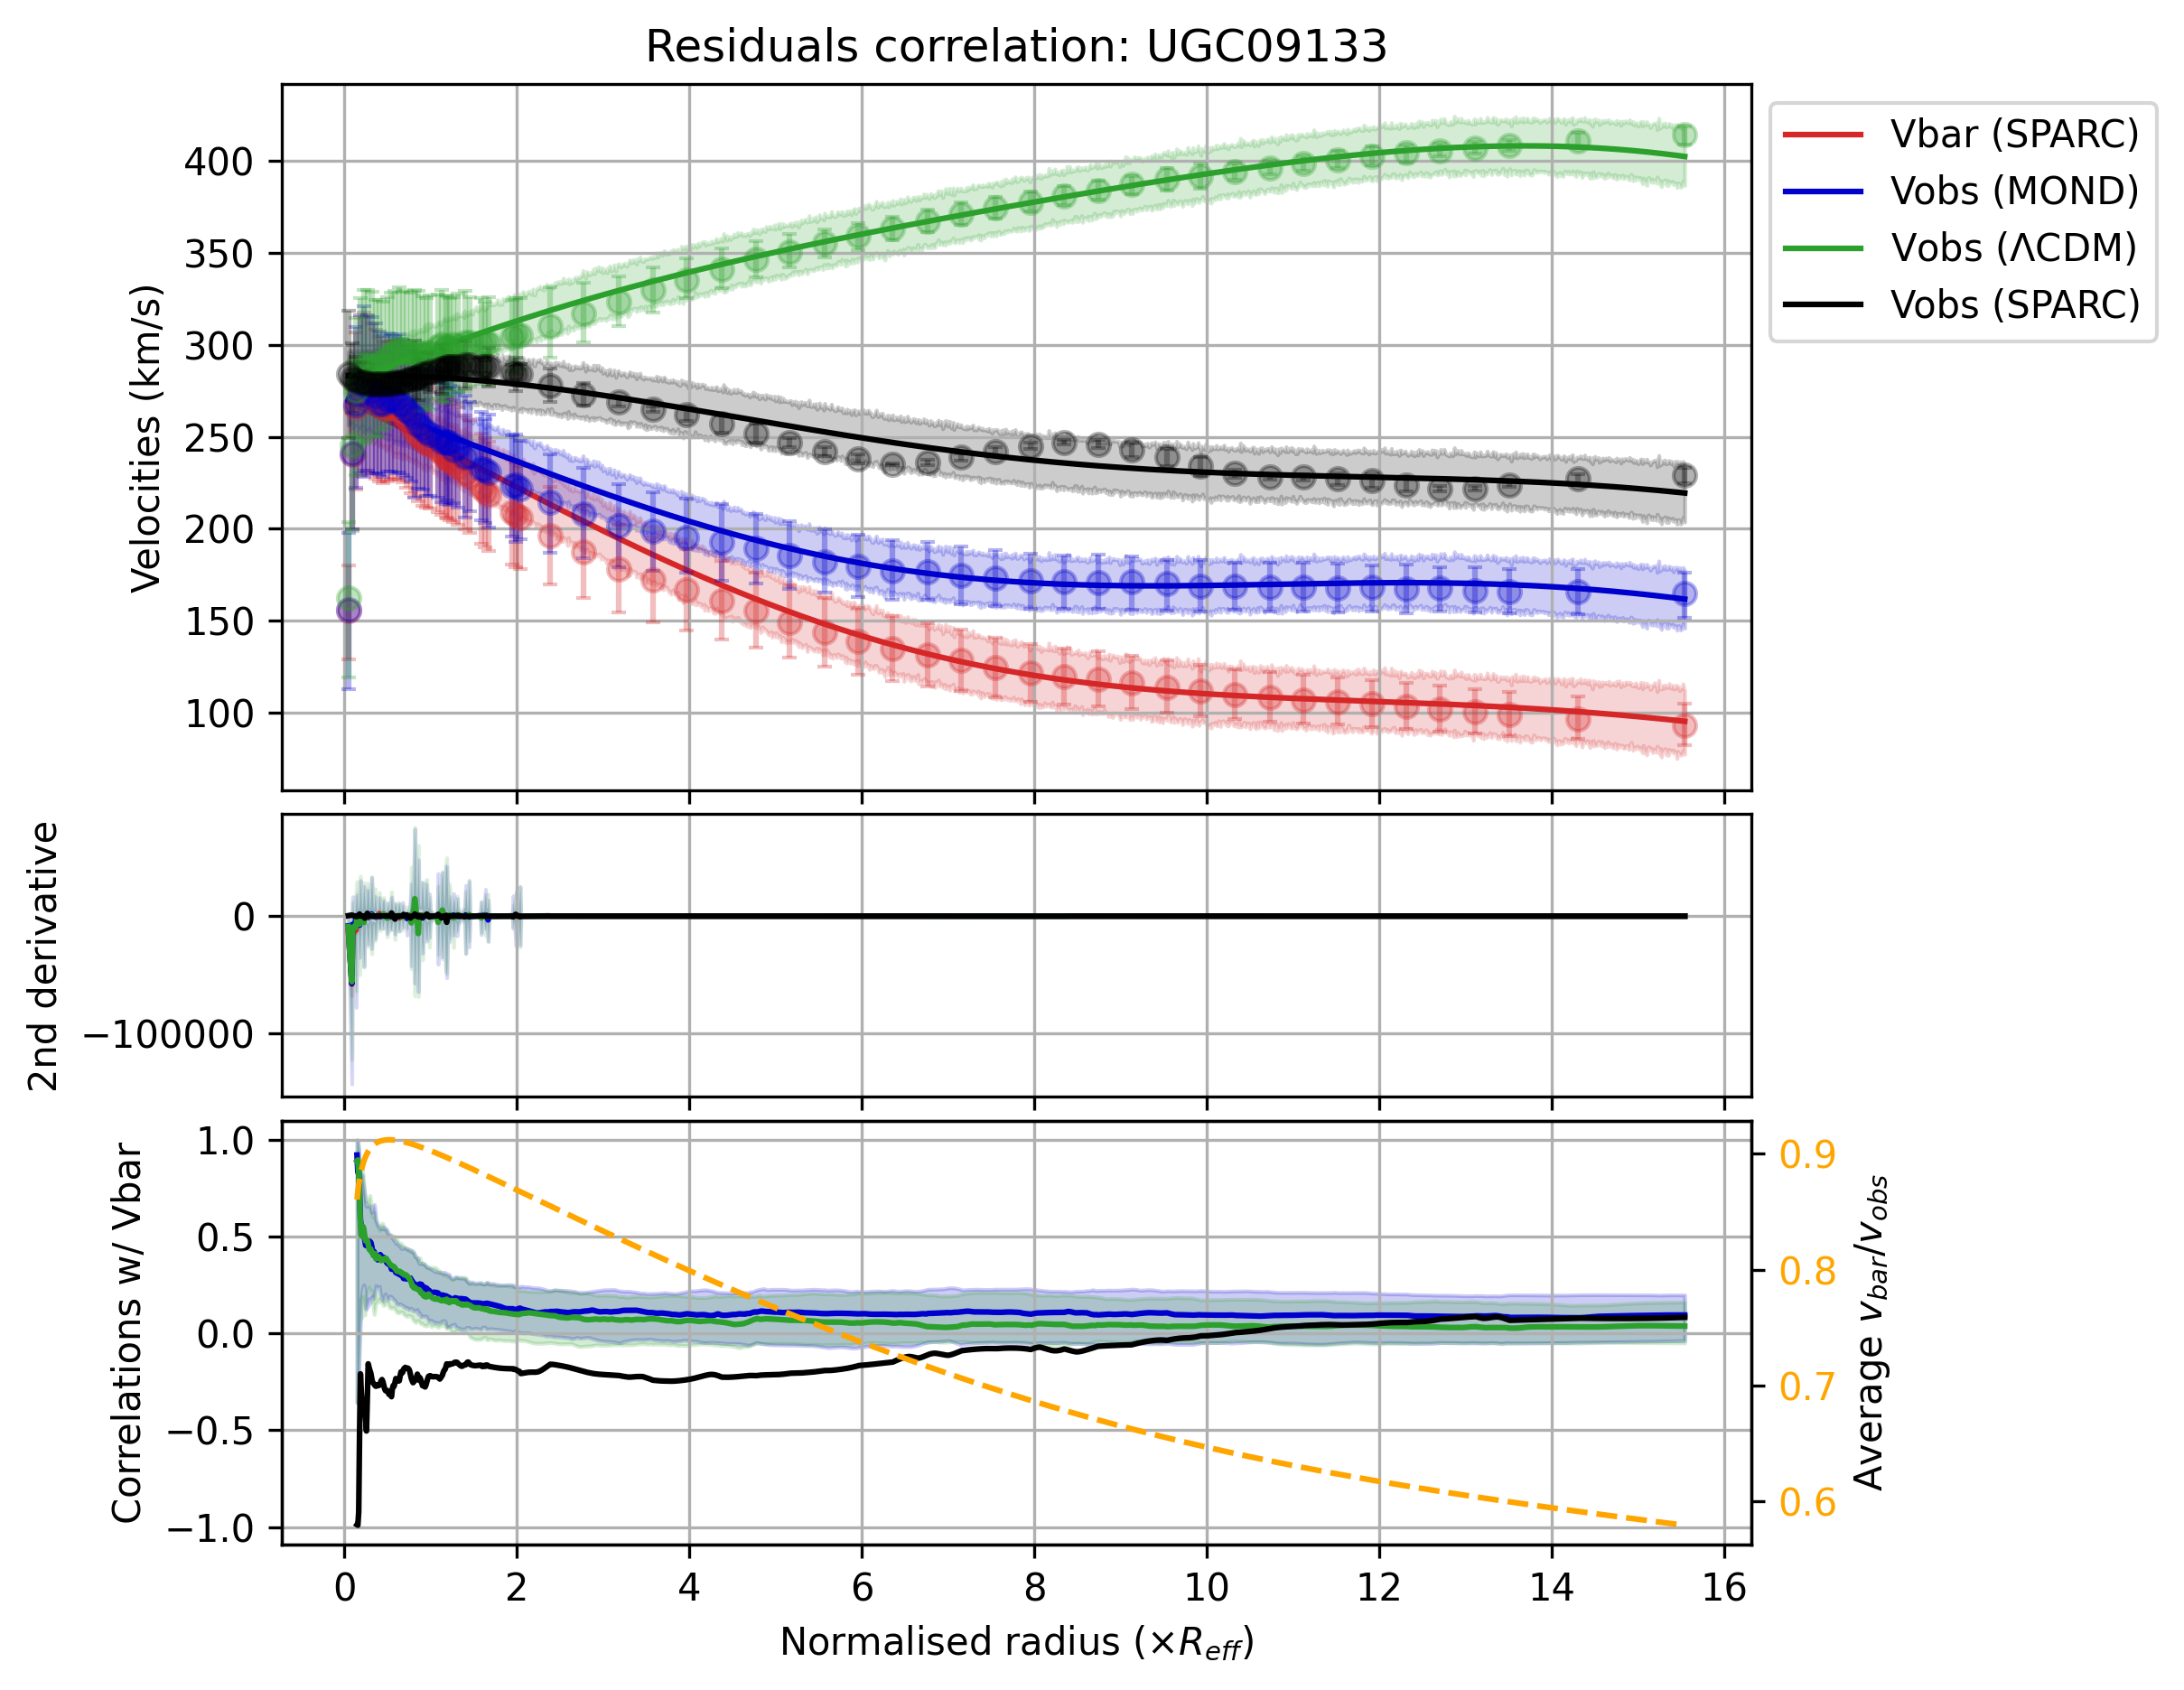 Residuals correlation: UGC09133
Velocities (km/s)
400
350
300
250
200
150
100
Vbar (SPARC)
Vobs (MOND)
Vobs (ΛCDM)
Vobs (SPARC)
2nd derivative
0
−100000
Correlations w/ Vbar
1.0
0.5
0.0
−0.5
−1.0
0.9
0.8
0.7
0.6
Average v_bar/v_obs
0 2 4 6 8 10 12 14 16
Normalised radius (×R_eff)